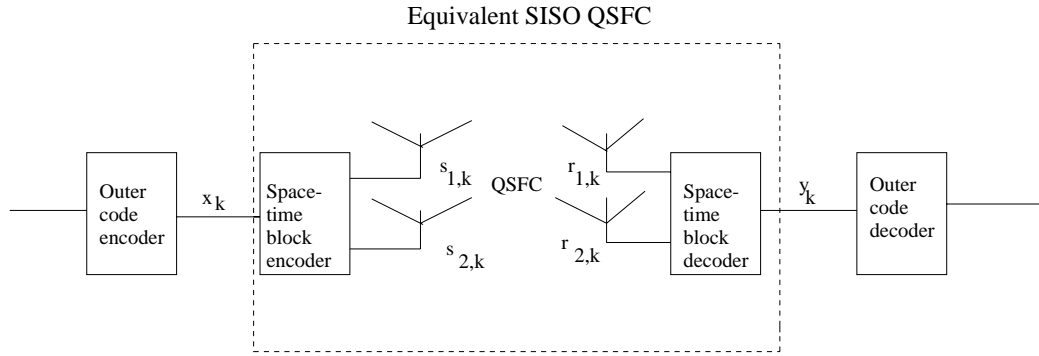 Equivalent SISO QSFC
Outer
code
encoder
x k
Space-
time
block
encoder
s 1,k
s 2,k
QSFC
r 1,k
r 2,k
Space-
time
block
decoder
y k
Outer
code
decoder